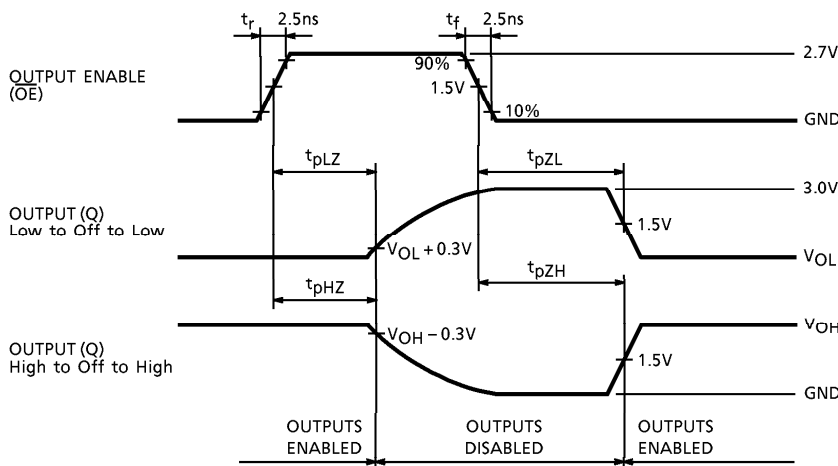 tr 2.5ns tf 2.5ns
2.7V
OUTPUT ENABLE
(OE)
90%
1.5V
10%
GND
tpLZ tpZL
3.0V
OUTPUT (Q)
Low to Off to Low
1.5V
VOL + 0.3V
VOL
tpHZ tpZH
VOH
VOH − 0.3V
OUTPUT (Q)
High to Off to High
1.5V
GND
OUTPUTS OUTPUTS OUTPUTS
ENABLED DISABLED ENABLED